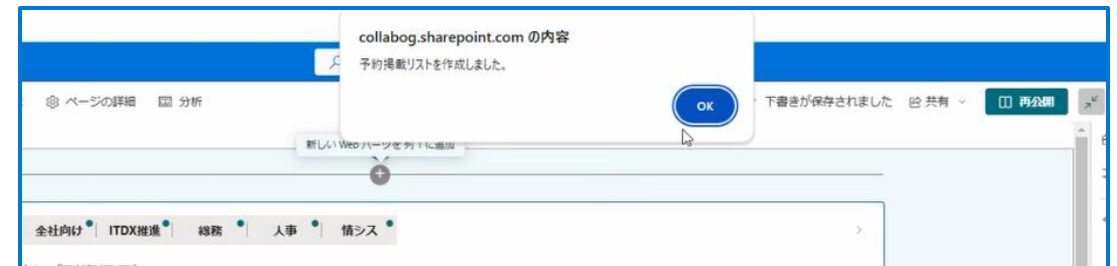 collabog.sharepoint.com の内容
予約掲載リストを作成しました。
OK
ページの詳細 分析
下書きが保存されました 共有 再公開
新しい Web パーツを 列 1 に追加
全社向け ITDX推進 総務 人事 情シス